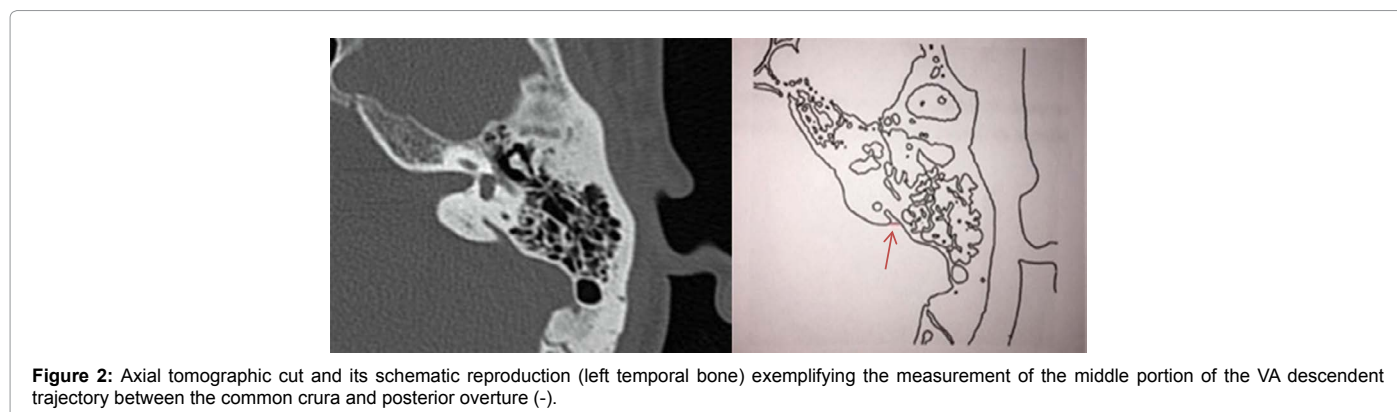 Figure 2: Axial tomographic cut and its schematic reproduction (left temporal bone) exemplifying the measurement of the middle portion of the VA descendent
trajectory between the common crura and posterior overture (-).